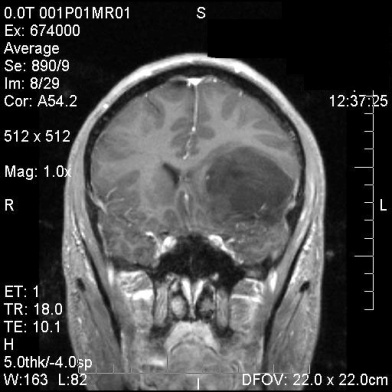 0.0T 001P01MR01
S
Ex: 674000
Average
Se: 890/9
Im: 8/29
Cor: A54.2
12:37:25
512 x 512
Mag: 1.0x
R
L
ET: 1
TR: 18.0
TE: 10.1
H
5.0thk/-4.0sp
W:163 L:82
I
DFOV: 22.0 x 22.0cm